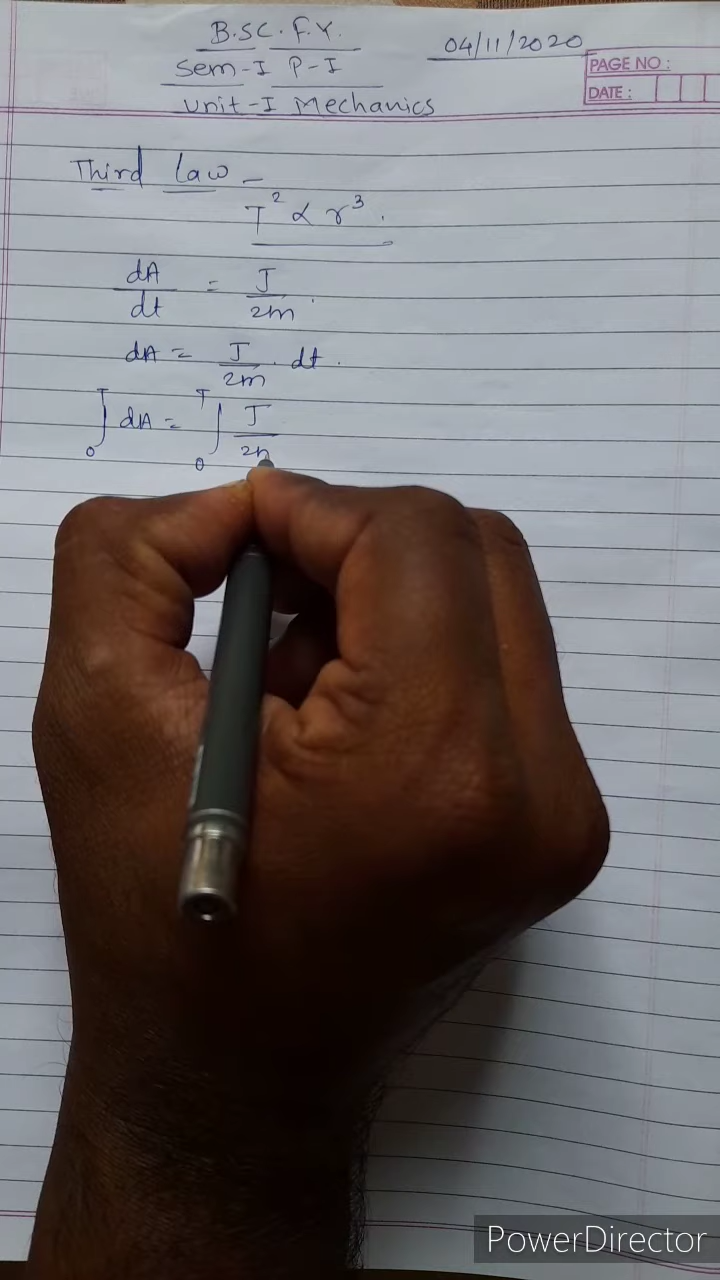 B.SC. F.Y.
04/11/2020
Sem-I P-I
PAGE NO :
DATE :
Unit-I Mechanics
Third law –
T² ∝ r³.
dA/dt = J/2m.
dA = J/2m . dt.
∫₀ᵀ dA = ∫₀ᵀ J/2m
PowerDirector